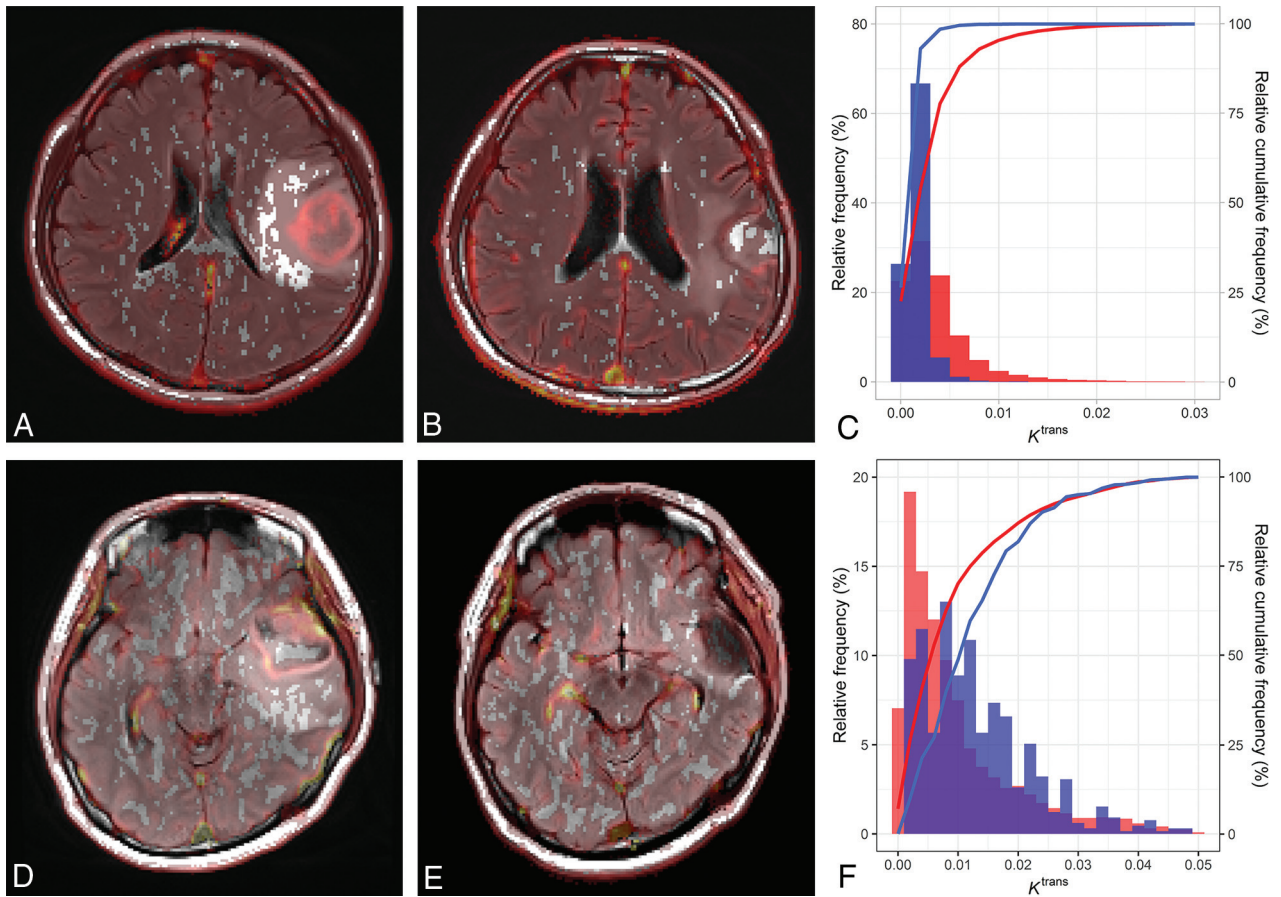 A
B
C
80
60
40
20
0
100
75
50
25
0
0.00
0.01
0.02
0.03
Relative frequency (%)
Relative cumulative frequency (%)
Ktrans
D
E
F
20
15
10
5
0
100
75
50
25
0
0.00
0.01
0.02
0.03
0.04
0.05
Relative frequency (%)
Relative cumulative frequency (%)
Ktrans